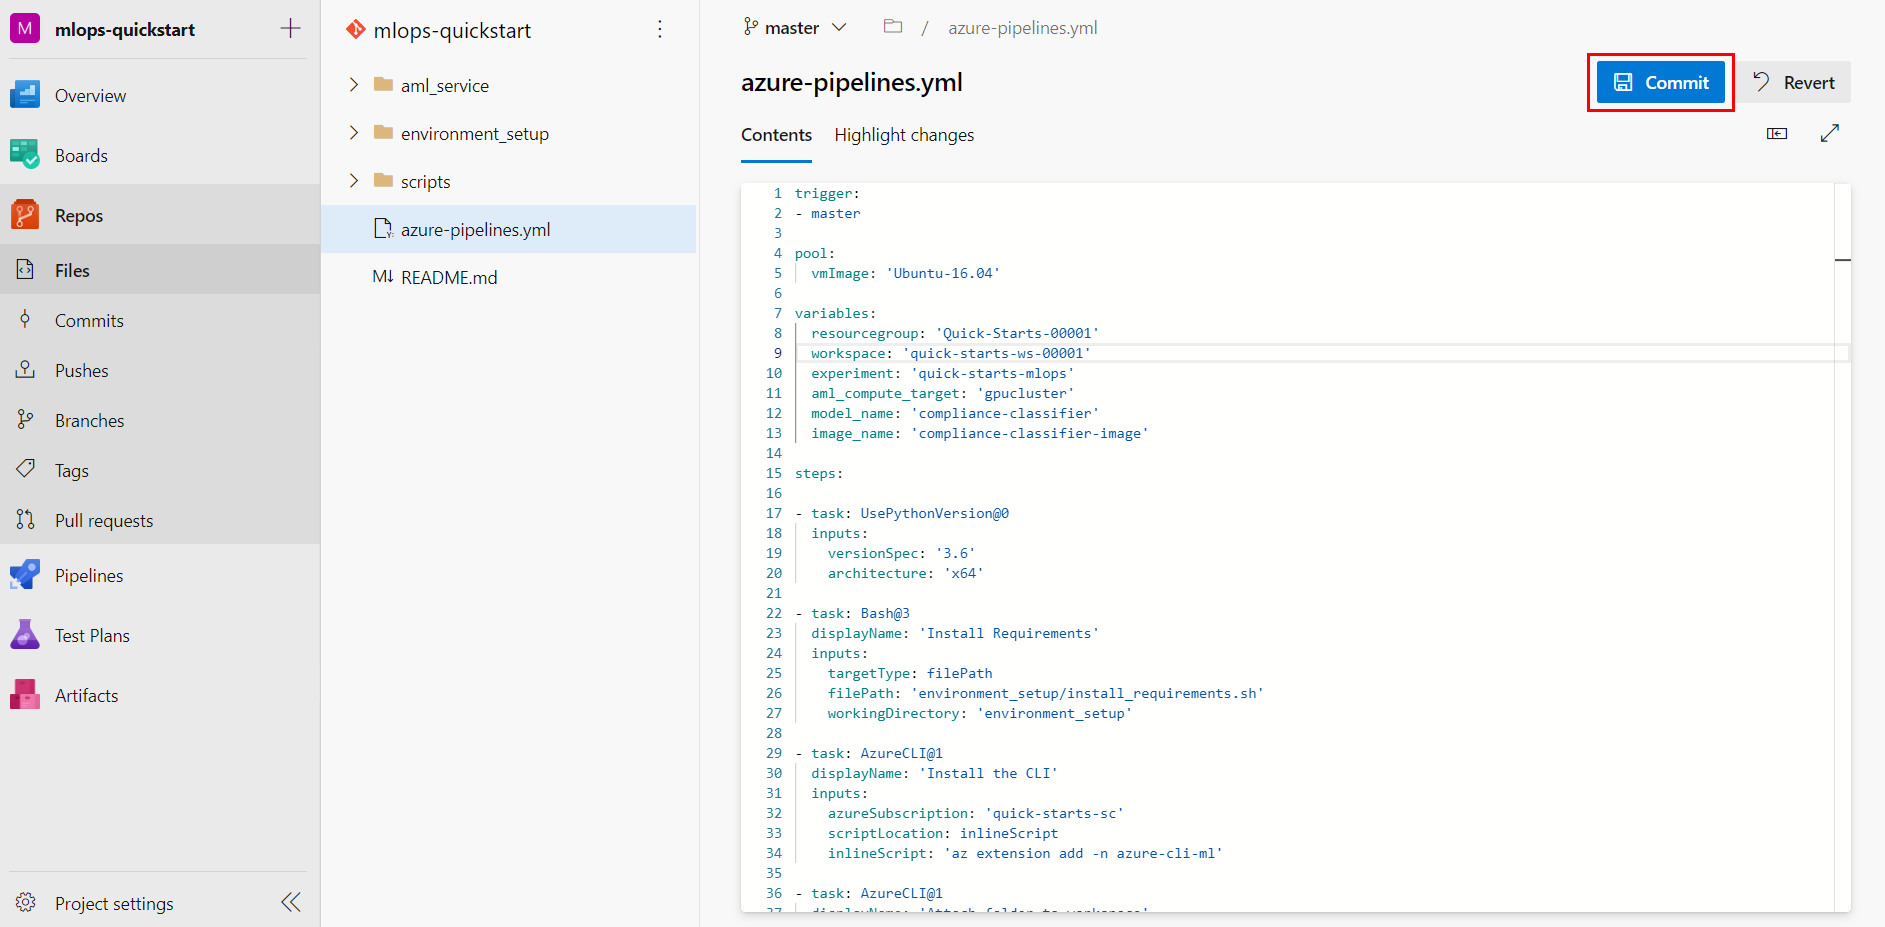 M mlops-quickstart
Overview
Boards
Repos
Files
Commits
Pushes
Branches
Tags
Pull requests
Pipelines
Test Plans
Artifacts
Project settings
mlops-quickstart
aml_service
environment_setup
scripts
azure-pipelines.yml
README.md
master / azure-pipelines.yml
azure-pipelines.yml
Commit Revert
Contents Highlight changes
1 trigger:
2 - master
3
4 pool:
5 vmImage: 'Ubuntu-16.04'
6
7 variables:
8 resourcegroup: 'Quick-Starts-00001'
9 workspace: 'quick-starts-ws-00001'
10 experiment: 'quick-starts-mlops'
11 aml_compute_target: 'gpucluster'
12 model_name: 'compliance-classifier'
13 image_name: 'compliance-classifier-image'
14
15 steps:
16
17 - task: UsePythonVersion@0
18 inputs:
19 versionSpec: '3.6'
20 architecture: 'x64'
21
22 - task: Bash@3
23 displayName: 'Install Requirements'
24 inputs:
25 targetType: filePath
26 filePath: 'environment_setup/install_requirements.sh'
27 workingDirectory: 'environment_setup'
28
29 - task: AzureCLI@1
30 displayName: 'Install the CLI'
31 inputs:
32 azureSubscription: 'quick-starts-sc'
33 scriptLocation: inlineScript
34 inlineScript: 'az extension add -n azure-cli-ml'
35
36 - task: AzureCLI@1
37 displayName: 'Attach folder to workspace'